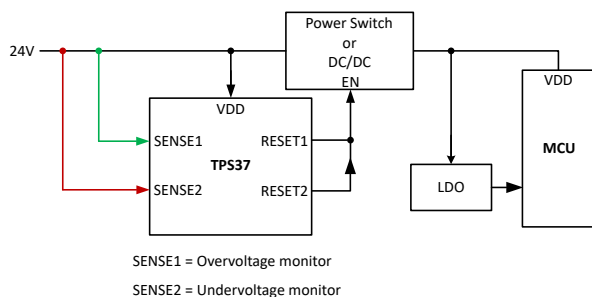 Power Switch
or
DC/DC
EN
24V
VDD
VDD
SENSE1
RESET1
TPS37
MCU
SENSE2
RESET2
LDO
SENSE1 = Overvoltage monitor
SENSE2 = Undervoltage monitor